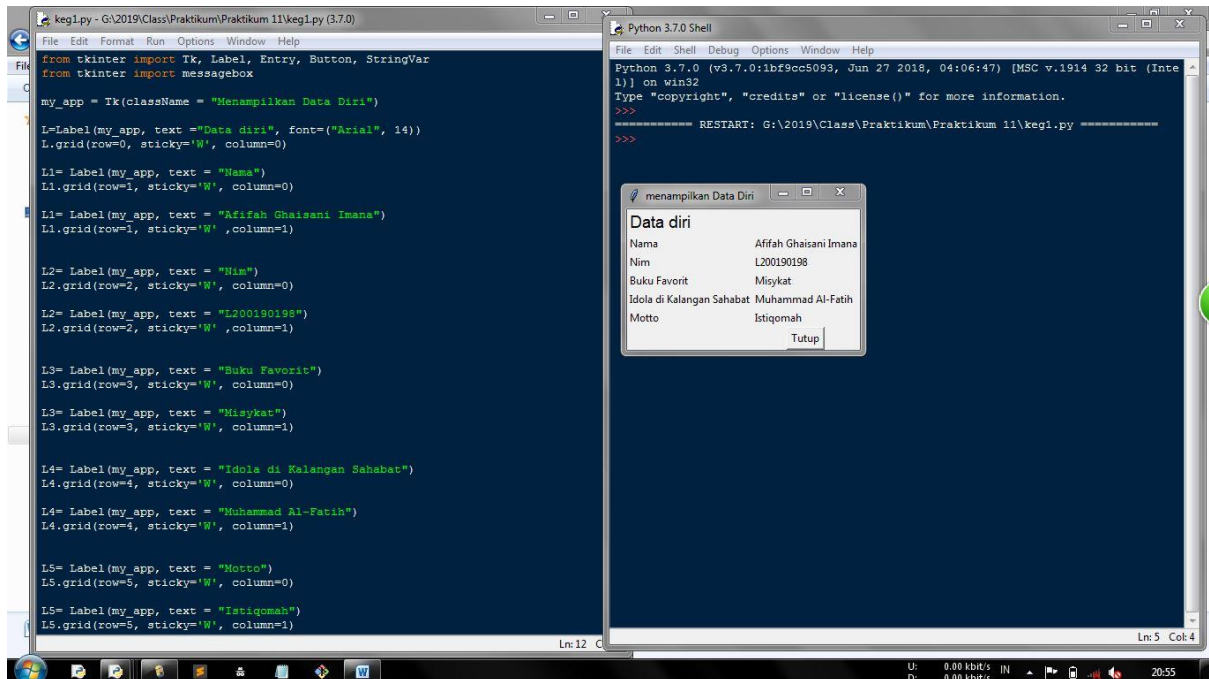 keg1.py - G:\2019\Class\Praktikum\Praktikum 11\keg1.py (3.7.0)
File Edit Format Run Options Window Help
from tkinter import Tk, Label, Entry, Button, StringVar
from tkinter import messagebox
my_app = Tk(className = "Menampilkan Data Diri")
L=Label(my_app, text ="Data diri", font=("Arial", 14))
L.grid(row=0, sticky='W', column=0)
L1= Label(my_app, text = "Nama")
L1.grid(row=1, sticky='W', column=0)
L1= Label(my_app, text = "Afifah Ghaisani Imana")
L1.grid(row=1, sticky='W' ,column=1)
L2= Label(my_app, text = "Nim")
L2.grid(row=2, sticky='W', column=0)
L2= Label(my_app, text = "L200190198")
L2.grid(row=2, sticky='W' ,column=1)
L3= Label(my_app, text = "Buku Favorit")
L3.grid(row=3, sticky='W', column=0)
L3= Label(my_app, text = "Misykat")
L3.grid(row=3, sticky='W', column=1)
L4= Label(my_app, text = "Idola di Kalangan Sahabat")
L4.grid(row=4, sticky='W', column=0)
L4= Label(my_app, text = "Muhammad Al-Fatih")
L4.grid(row=4, sticky='W', column=1)
L5= Label(my_app, text = "Motto")
L5.grid(row=5, sticky='W', column=0)
L5= Label(my_app, text = "Istiqomah")
L5.grid(row=5, sticky='W', column=1)
Ln: 12
Python 3.7.0 Shell
File Edit Shell Debug Options Window Help
Python 3.7.0 (v3.7.0:1bf9cc5093, Jun 27 2018, 04:06:47) [MSC v.1914 32 bit (Inte
l)] on win32
Type "copyright", "credits" or "license()" for more information.
>>>
=========== RESTART: G:\2019\Class\Praktikum\Praktikum 11\keg1.py ===========
>>>
menampilkan Data Diri
Data diri
Nama Afifah Ghaisani Imana
Nim L200190198
Buku Favorit Misykat
Idola di Kalangan Sahabat Muhammad Al-Fatih
Motto Istiqomah
Tutup
Ln: 5 Col: 4
U: 0.00 kbit/s
D: 0.00 kbit/s
IN
20:55